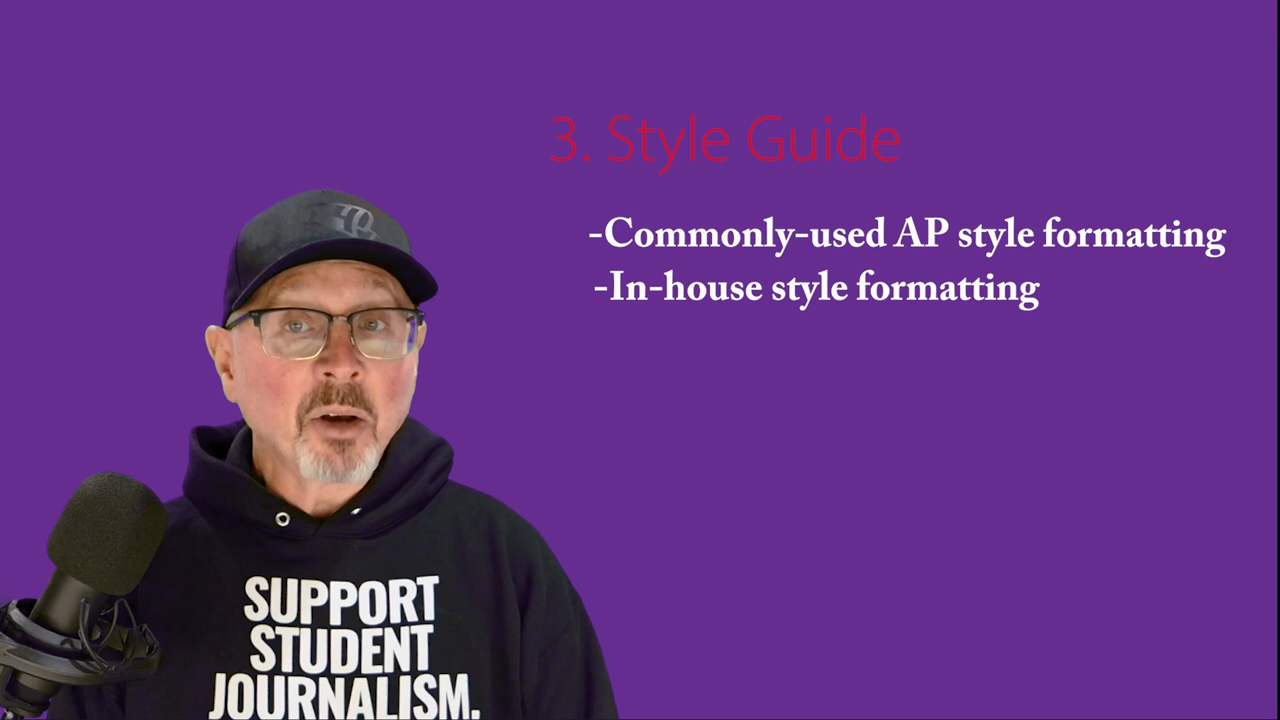 3. Style Guide
-Commonly-used AP style formatting
-In-house style formatting
SUPPORT
STUDENT
JOURNALISM.